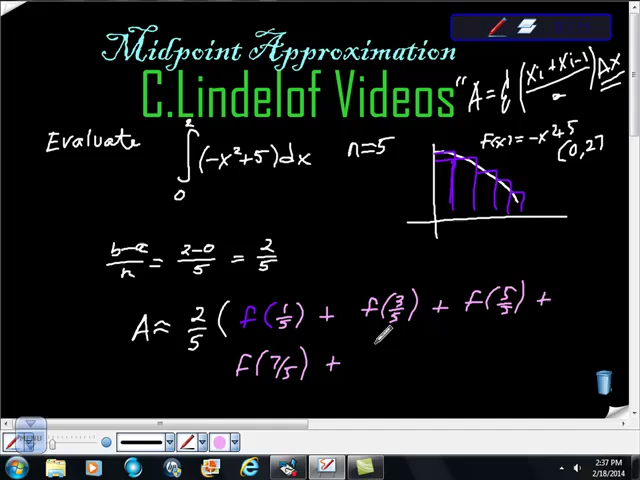 Midpoint Approximation
C.Lindelof Videos
A = Σ ((xi + xi-1)/2) Δx
Evaluate ∫₀² (-x²+5) dx n=5
F(x) = -x²+5
[0,2]
(b-a)/n = (2-0)/5 = 2/5
A ≈ 2/5 ( f(1/5) + f(3/5) + f(5/5) +
F(7/5) +
MENU
2:37 PM
2/18/2014